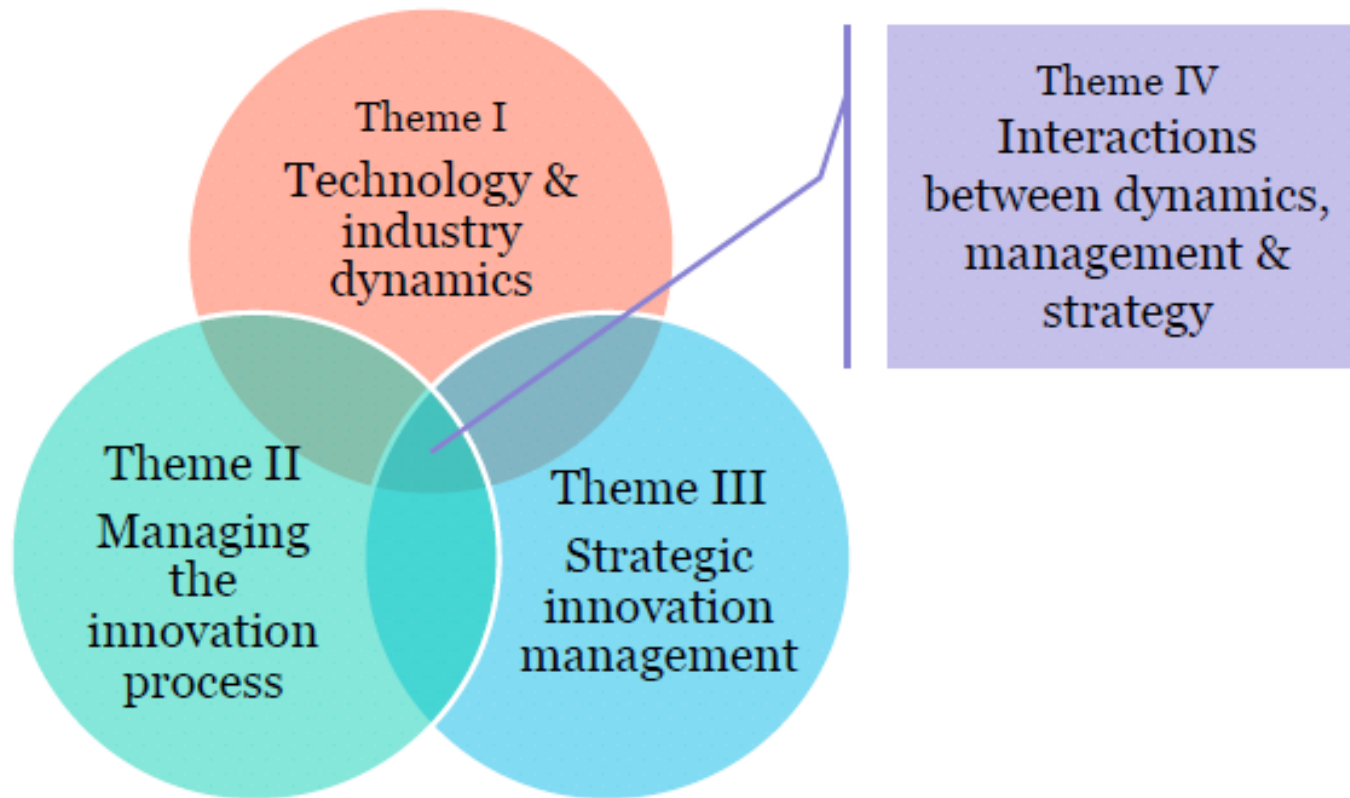 Theme I
Technology &
industry
dynamics
Theme II
Managing
the
innovation
process
Theme III
Strategic
innovation
management
Theme IV
Interactions
between dynamics,
management &
strategy